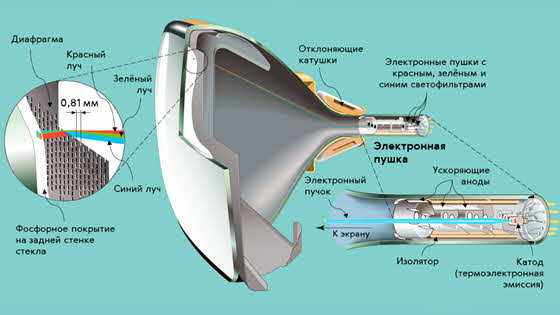 Диафрагма
Красный
луч
Зелёный
луч
0,81 мм
Синий луч
Фосфорное покрытие
на задней стенке
стекла
Отклоняющие
катушки
Электронные пушки с
красным, зелёным и
синим светофильтрами
Электронная
пушка
Электронный
пучок
Ускоряющие
аноды
К экрану
Изолятор
Катод
(термоэлектронная
эмиссия)